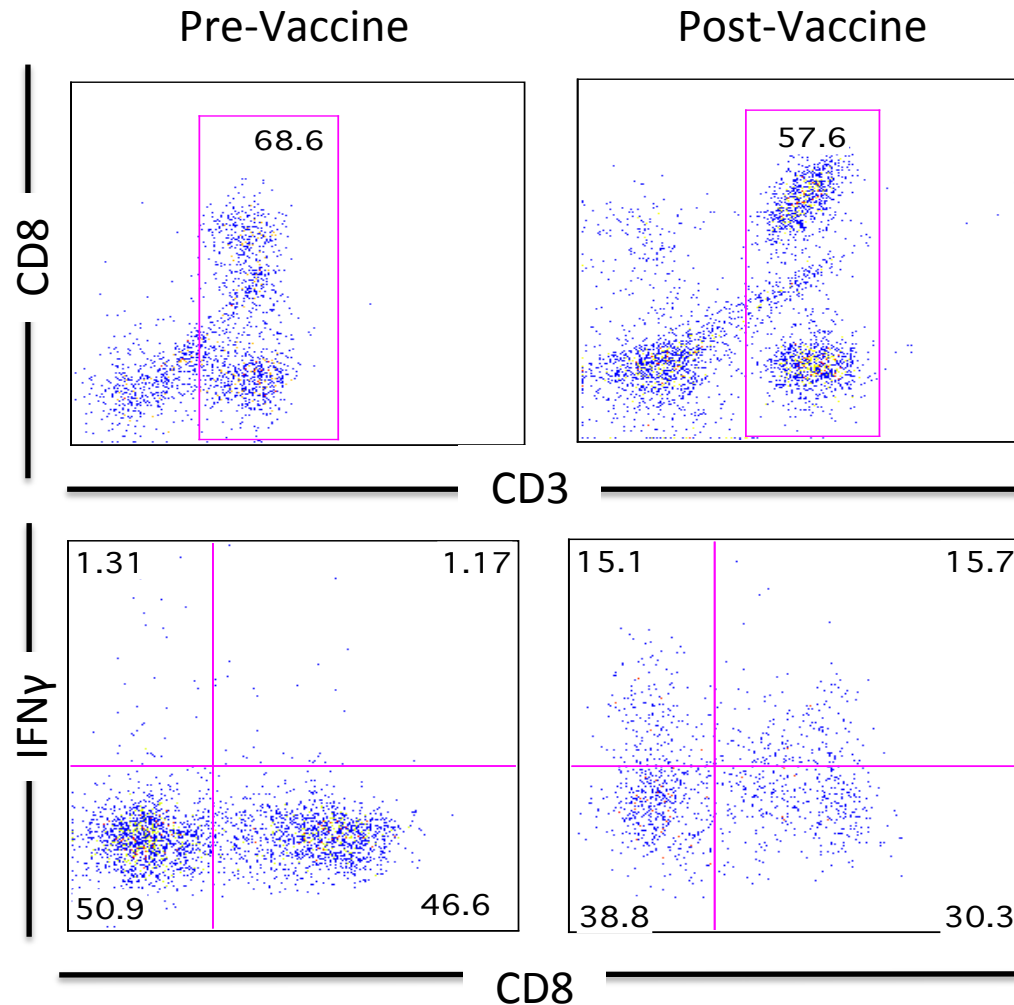 Pre-Vaccine
Post-Vaccine
CD8
68.6
57.6
CD3
IFNγ
1.31
1.17
15.1
15.7
50.9
46.6
38.8
30.3
CD8